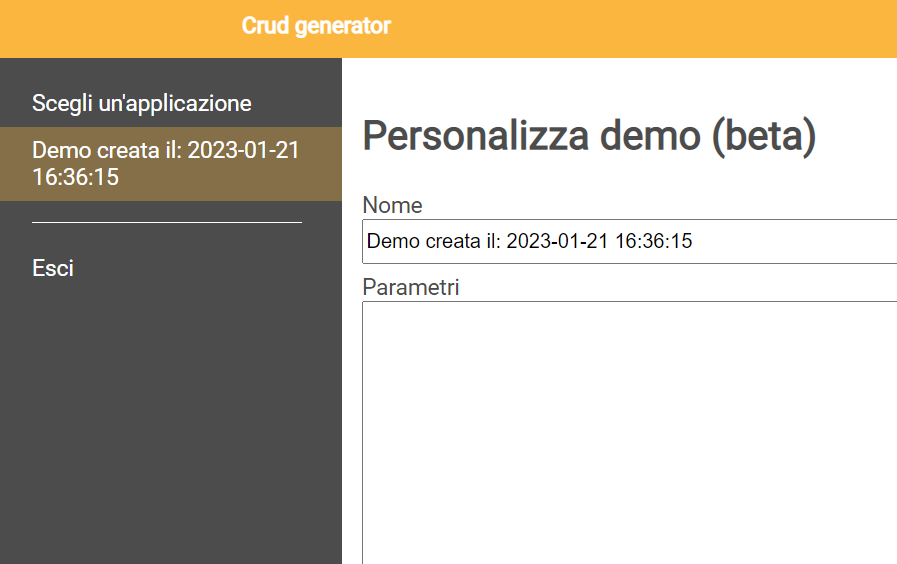 Crud generator
Scegli un'applicazione
Demo creata il: 2023-01-21
16:36:15
Esci
Personalizza demo (beta)
Nome
Demo creata il: 2023-01-21 16:36:15
Parametri